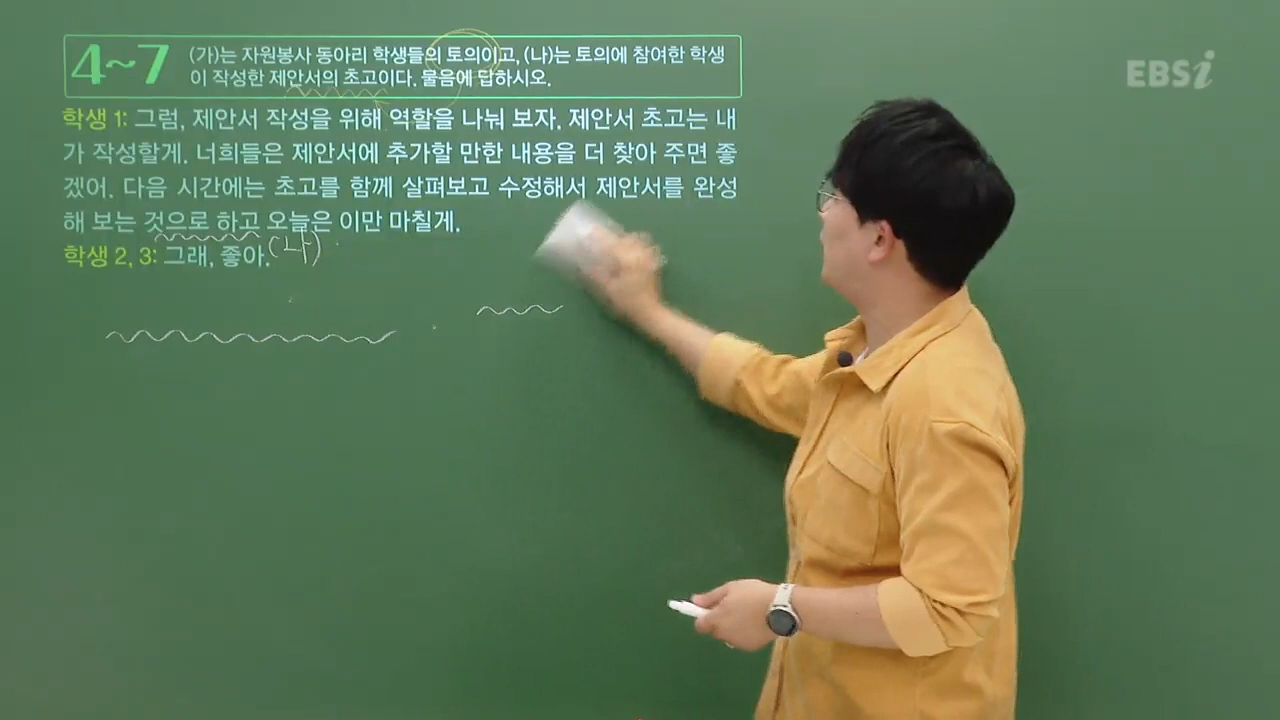 4~7
(가)는 자원봉사 동아리 학생들의 토의이고, (나)는 토의에 참여한 학생
이 작성한 제안서의 초고이다. 물음에 답하시오.
EBSi
학생 1: 그럼, 제안서 작성을 위해 역할을 나눠 보자. 제안서 초고는 내
가 작성할게. 너희들은 제안서에 추가할 만한 내용을 더 찾아 주면 좋
겠어. 다음 시간에는 초고를 함께 살펴보고 수정해서 제안서를 완성
해 보는 것으로 하고 오늘은 이만 마칠게.
학생 2, 3: 그래, 좋아.
(나)